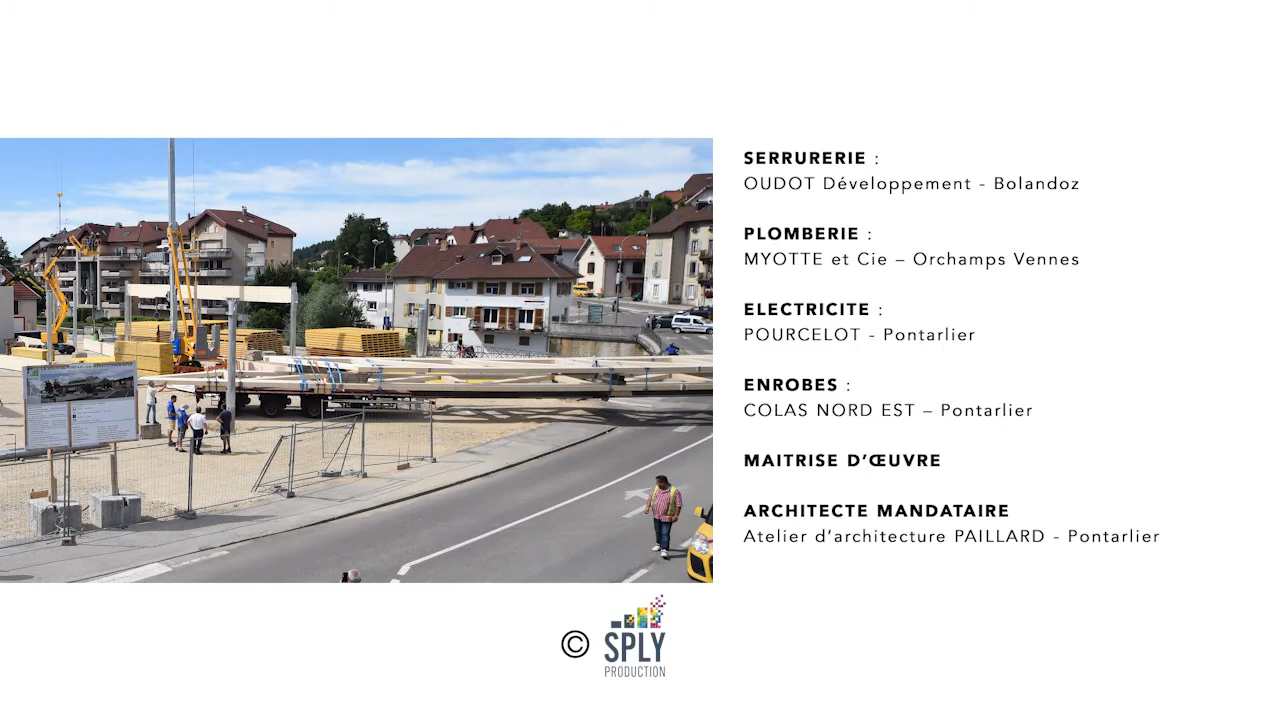 SERRURERIE :
OUDOT Développement - Bolandoz
PLOMBERIE :
MYOTTE et Cie – Orchamps Vennes
ELECTRICITE :
POURCELOT - Pontarlier
ENROBES :
COLAS NORD EST – Pontarlier
MAITRISE D’ŒUVRE
ARCHITECTE MANDATAIRE
Atelier d’architecture PAILLARD - Pontarlier
© SPLY
PRODUCTION